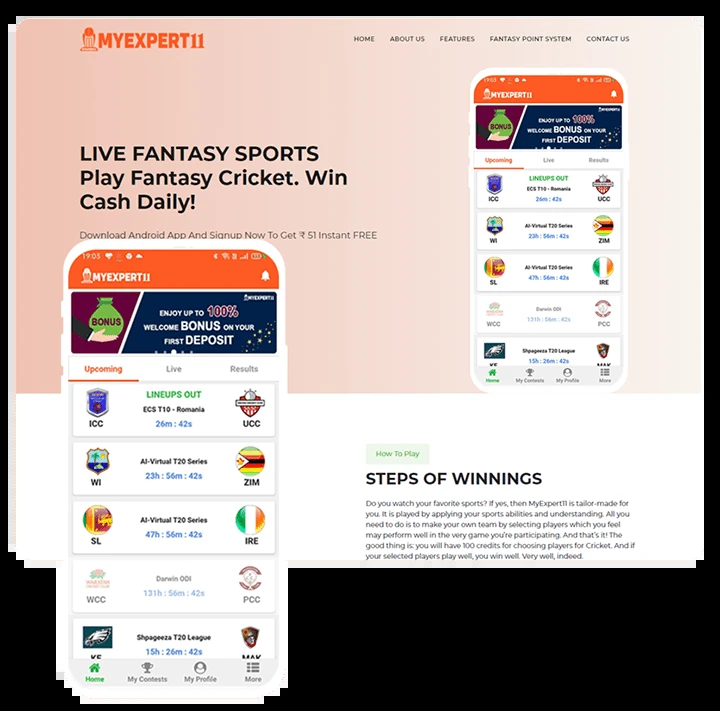 MYEXPERT11
HOME ABOUT US FEATURES FANTASY POINT SYSTEM CONTACT US
LIVE FANTASY SPORTS
Play Fantasy Cricket. Win
Cash Daily!
Download Android App And Signup Now To Get ₹ 51 Instant FREE
19:03
MYEXPERT11
MYEXPERT11
BONUS
ENJOY UP TO 100%
WELCOME BONUS ON YOUR
FIRST DEPOSIT
Upcoming Live Results
LINEUPS OUT
ECS T10 - Romania
ICC 26m : 42s UCC
AI-Virtual T20 Series
WI 23h : 56m : 42s ZIM
AI-Virtual T20 Series
SL 47h : 56m : 42s IRE
Darwin ODI
WCC 131h : 56m : 42s PCC
Shpageeza T20 League
KE 15h : 26m : 42s MAK
Home My Contests My Profile More
19:03
MYEXPERT11
MYEXPERT11
BONUS
ENJOY UP TO 100%
WELCOME BONUS ON YOUR
FIRST DEPOSIT
Upcoming Live Results
LINEUPS OUT
ECS T10 - Romania
ICC 26m : 42s UCC
AI-Virtual T20 Series
WI 23h : 56m : 42s ZIM
AI-Virtual T20 Series
SL 47h : 56m : 42s IRE
Darwin ODI
WCC 131h : 56m : 42s PCC
Shpageeza T20 League
KE 15h : 26m : 42s MAK
Home My Contests My Profile More
How To Play
STEPS OF WINNINGS
Do you watch your favorite sports? If yes, then MyExpert11 is tailor-made for
you. It is played by applying your sports abilities and understanding. All you
need to do is to make your own team by selecting players which you feel
may perform well in the very game you're participating. And that's it! The
good thing is: you will have 100 credits for choosing players for Cricket. And if
your selected players play well, you win well. Very well, indeed.